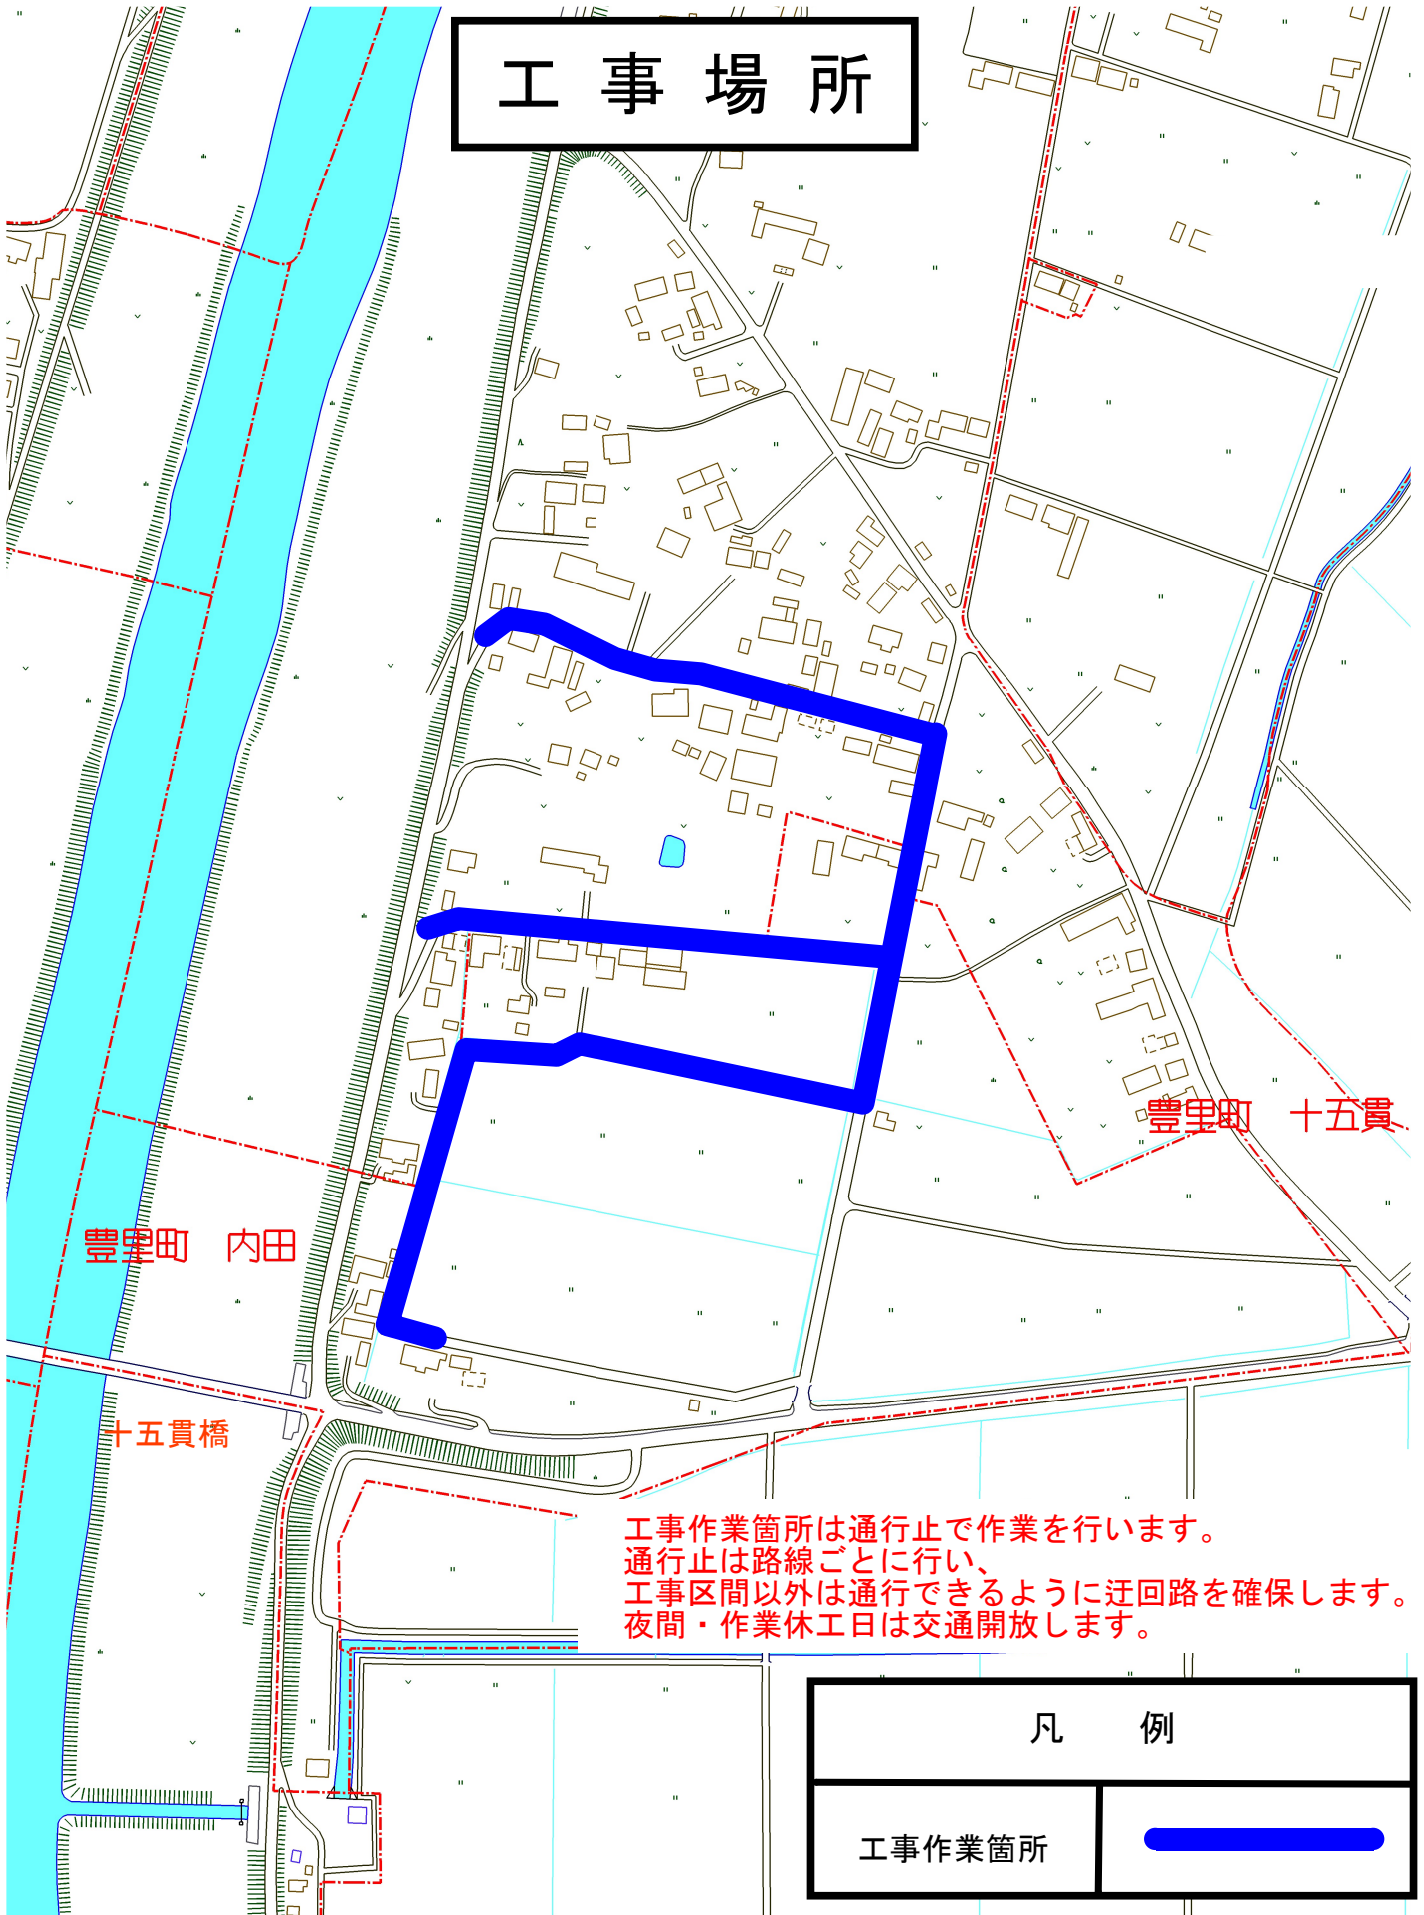 工事場所
豊里町 十五貫
豊里町 内田
十五貫橋
工事作業箇所は通行止で作業を行います。
通行止は路線ごとに行い、
工事区間以外は通行できるように迂回路を確保します。
夜間・作業休工日は交通開放します。
凡 例
工事作業箇所